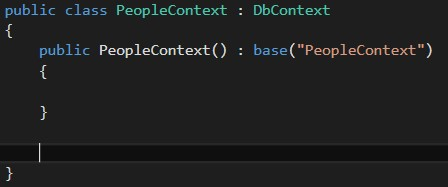 public class PeopleContext : DbContext
{
public PeopleContext() : base("PeopleContext")
{
}
}